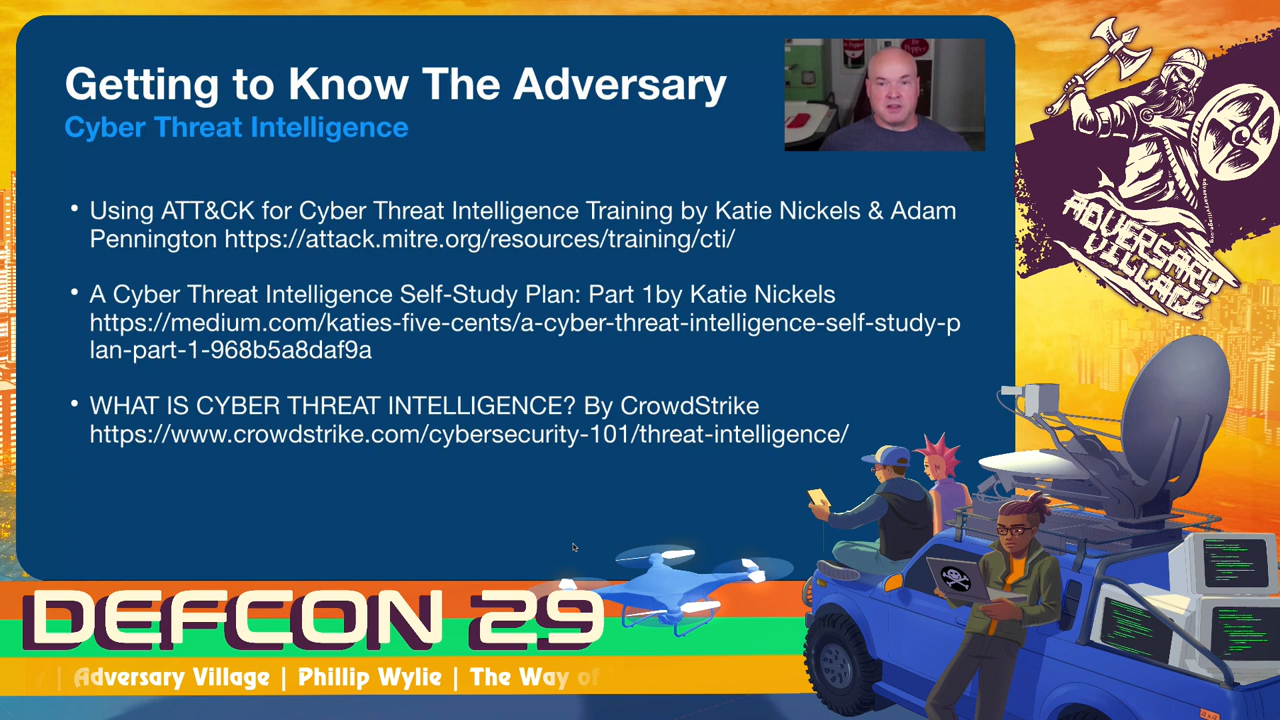 Getting to Know The Adversary
Cyber Threat Intelligence
• Using ATT&CK for Cyber Threat Intelligence Training by Katie Nickels & Adam
Pennington https://attack.mitre.org/resources/training/cti/
• A Cyber Threat Intelligence Self-Study Plan: Part 1by Katie Nickels
https://medium.com/katies-five-cents/a-cyber-threat-intelligence-self-study-p
lan-part-1-968b5a8daf9a
• WHAT IS CYBER THREAT INTELLIGENCE? By CrowdStrike
https://www.crowdstrike.com/cybersecurity-101/threat-intelligence/
ADVERSARY
VILLAGE
DEFCON 29
| Adversary Village | Phillip Wylie | The Way of